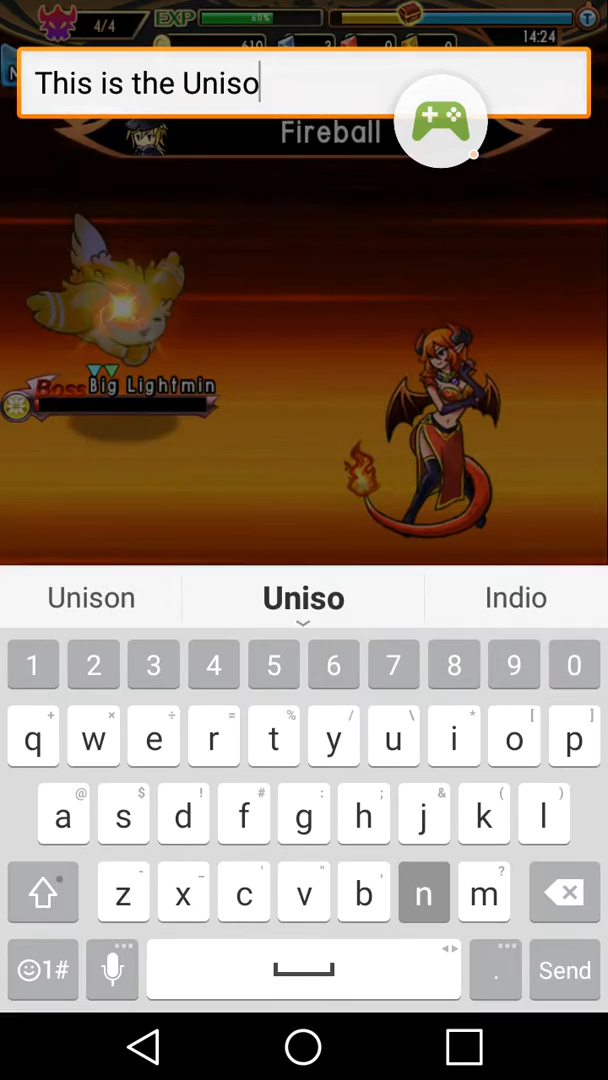 4/4 EXP 60%
14:24
This is the Uniso
Fireball
Boss Big Lightmin
Unison Uniso Indio
1 2 3 4 5 6 7 8 9 0
q w e r t y u i o p
a s d f g h j k l
z x c v b n m
1# . Send